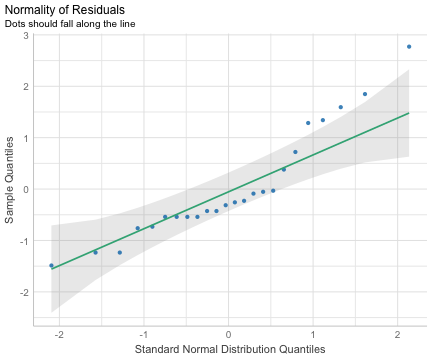 Normality of Residuals
Dots should fall along the line
3
2
1
0
-1
-2
Sample Quantiles
-2
-1
0
1
2
Standard Normal Distribution Quantiles